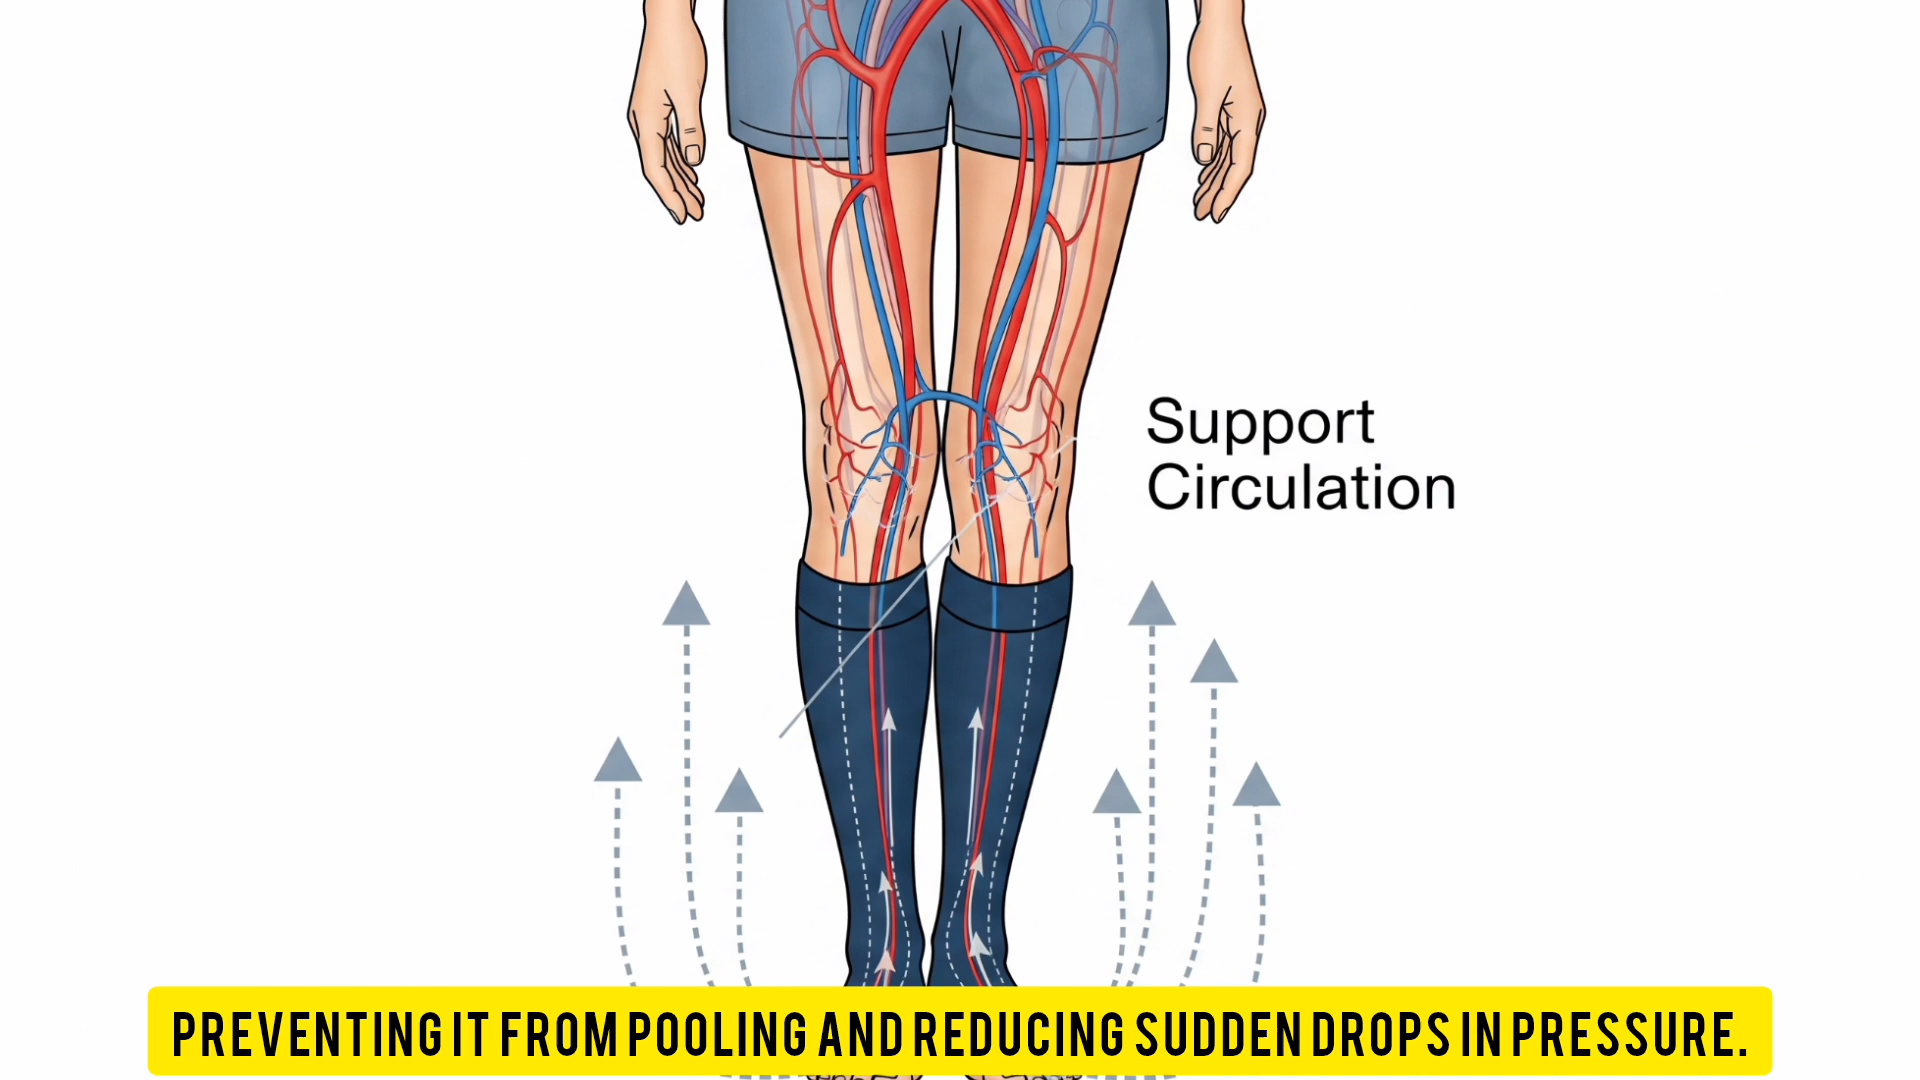 Support
Circulation
PREVENTING IT FROM POOLING AND REDUCING SUDDEN DROPS IN PRESSURE.